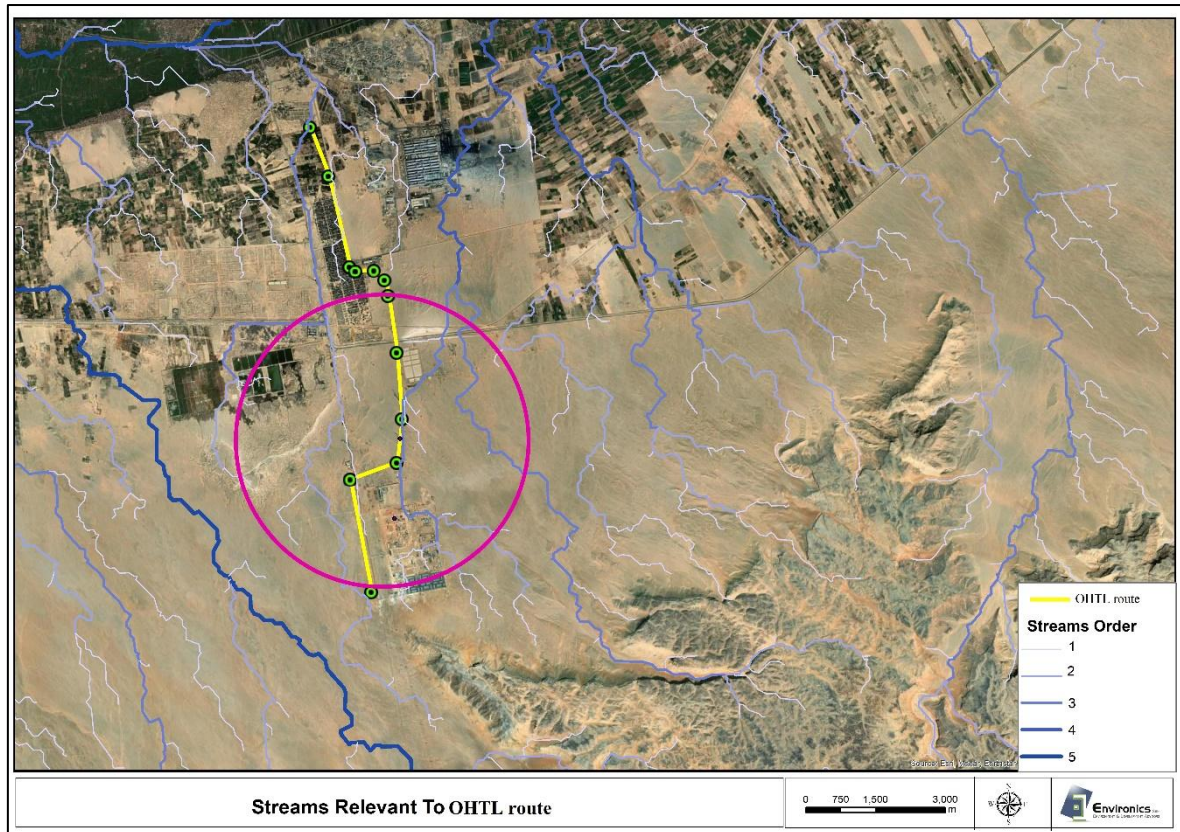 OHTL route
Streams Order
1
2
3
4
5
Streams Relevant To OHTL route
0 750 1,500 3,000
m
N
W E
S
Environics